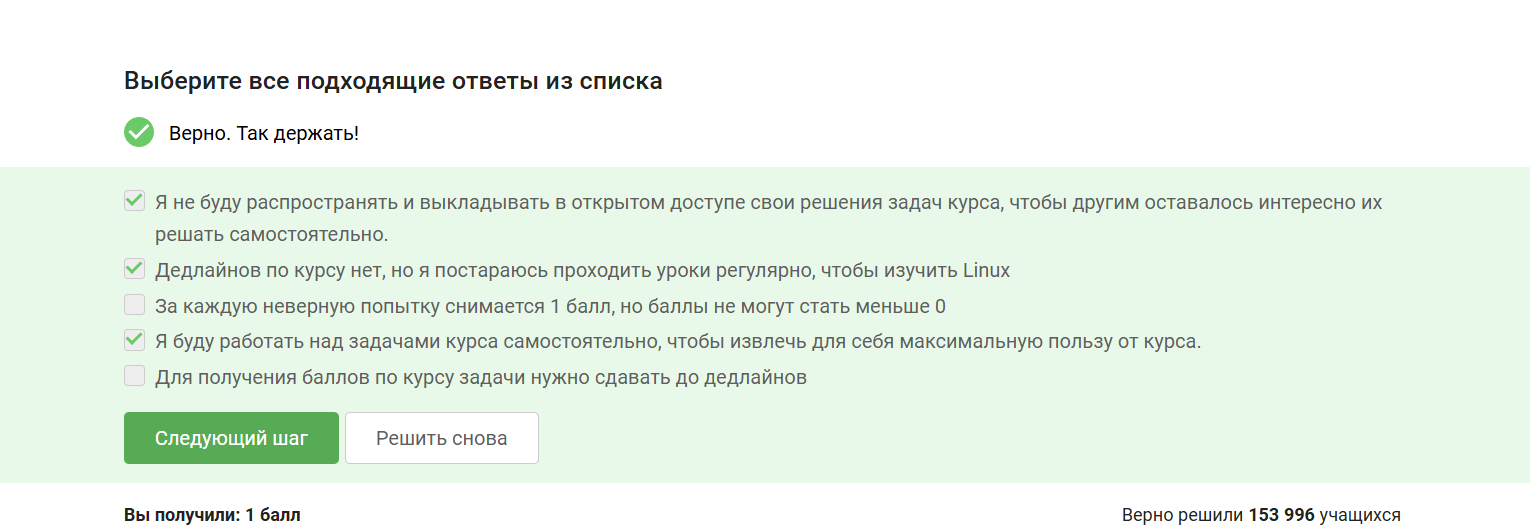 Выберите все подходящие ответы из списка
Верно. Так держать!
Я не буду распространять и выкладывать в открытом доступе свои решения задач курса, чтобы другим оставалось интересно их
решать самостоятельно.
Дедлайнов по курсу нет, но я постараюсь проходить уроки регулярно, чтобы изучить Linux
За каждую неверную попытку снимается 1 балл, но баллы не могут стать меньше 0
Я буду работать над задачами курса самостоятельно, чтобы извлечь для себя максимальную пользу от курса.
Для получения баллов по курсу задачи нужно сдавать до дедлайнов
Следующий шаг Решить снова
Вы получили: 1 балл Верно решили 153 996 учащихся